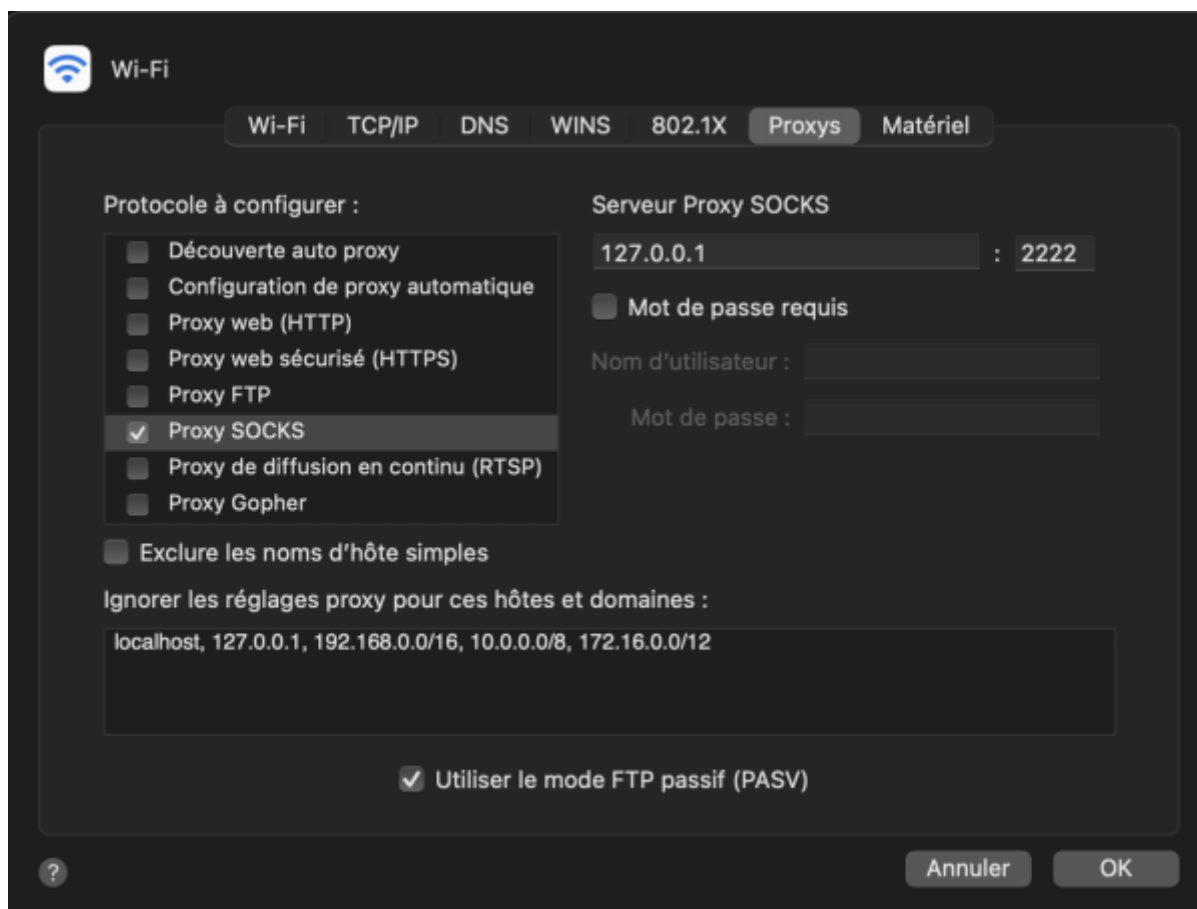 Wi-Fi
Wi-Fi TCP/IP DNS WINS 802.1X Proxys Matériel
Protocole à configurer :
Découverte auto proxy
Configuration de proxy automatique
Proxy web (HTTP)
Proxy web sécurisé (HTTPS)
Proxy FTP
Proxy SOCKS
Proxy de diffusion en continu (RTSP)
Proxy Gopher
Serveur Proxy SOCKS
127.0.0.1 : 2222
Mot de passe requis
Nom d'utilisateur :
Mot de passe :
Exclure les noms d'hôte simples
Ignorer les réglages proxy pour ces hôtes et domaines :
localhost, 127.0.0.1, 192.168.0.0/16, 10.0.0.0/8, 172.16.0.0/12
Utiliser le mode FTP passif (PASV)
? Annuler OK